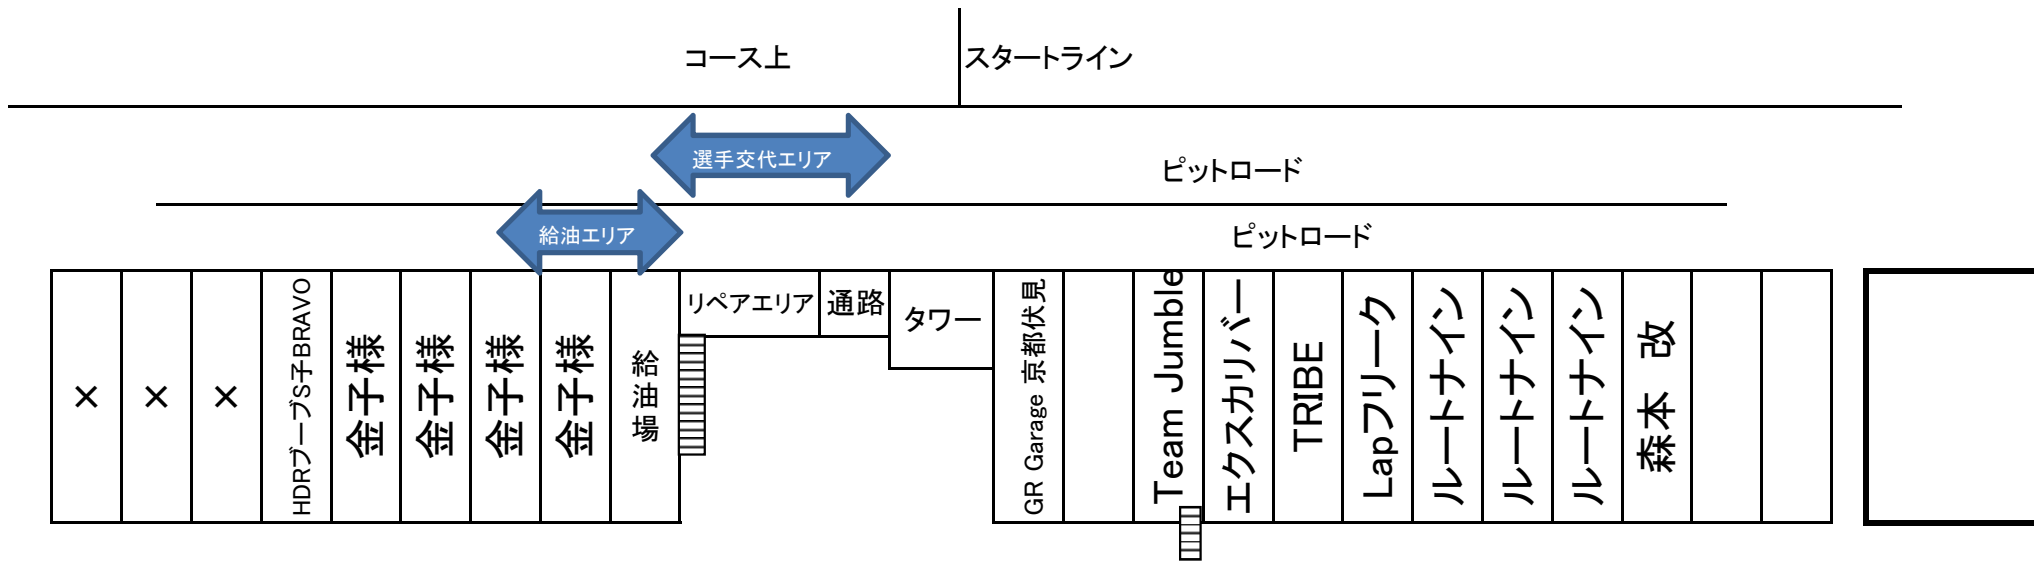 コース上
スタートライン
選手交代エリア
ピットロード
給油エリア
ピットロード
×
×
×
HDRブーブS子BRAVO
金子様
金子様
金子様
金子様
給油場
リペアエリア
通路
タワー
GR Garage 京都伏見
Team Jumble
エクスカリバー
TRIBE
Lapフリーク
ルートナイン
ルートナイン
ルートナイン
森本　改